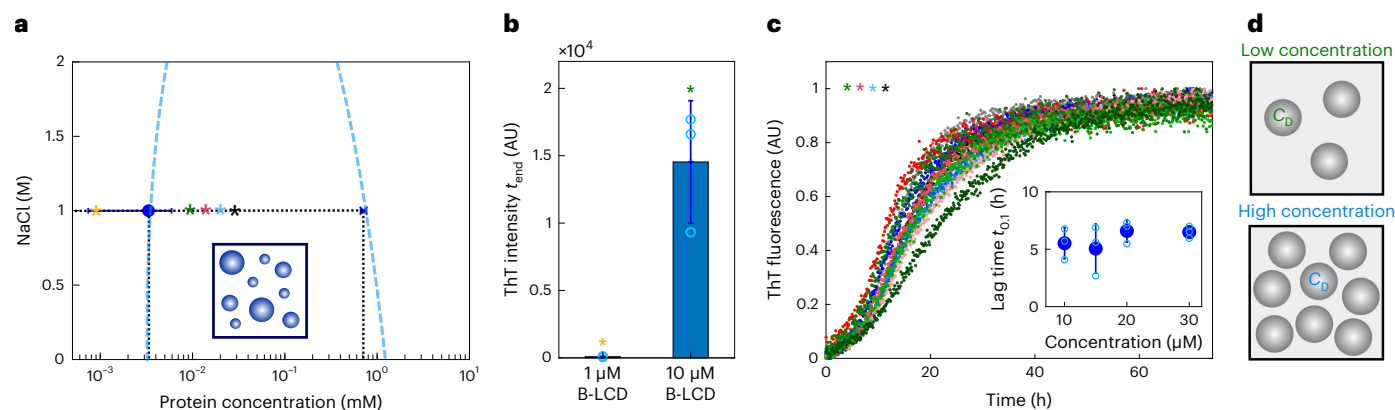 a
2
1.5
1
0.5
0
NaCl (M)
* * * * *
10⁻³
10⁻²
10⁻¹
10⁰
10¹
Protein concentration (mM)
b
×10⁴
2
1.5
1
0.5
0
ThT intensity t_end (AU)
*
*
1 µM
B-LCD
10 µM
B-LCD
c
1
0.8
0.6
0.4
0.2
0
ThT fluorescence (AU)
* * * *
0
20
40
60
Time (h)
10
5
0
Lag time t_0.1 (h)
10
20
30
Concentration (µM)
d
Low concentration
C_D
High concentration
C_D